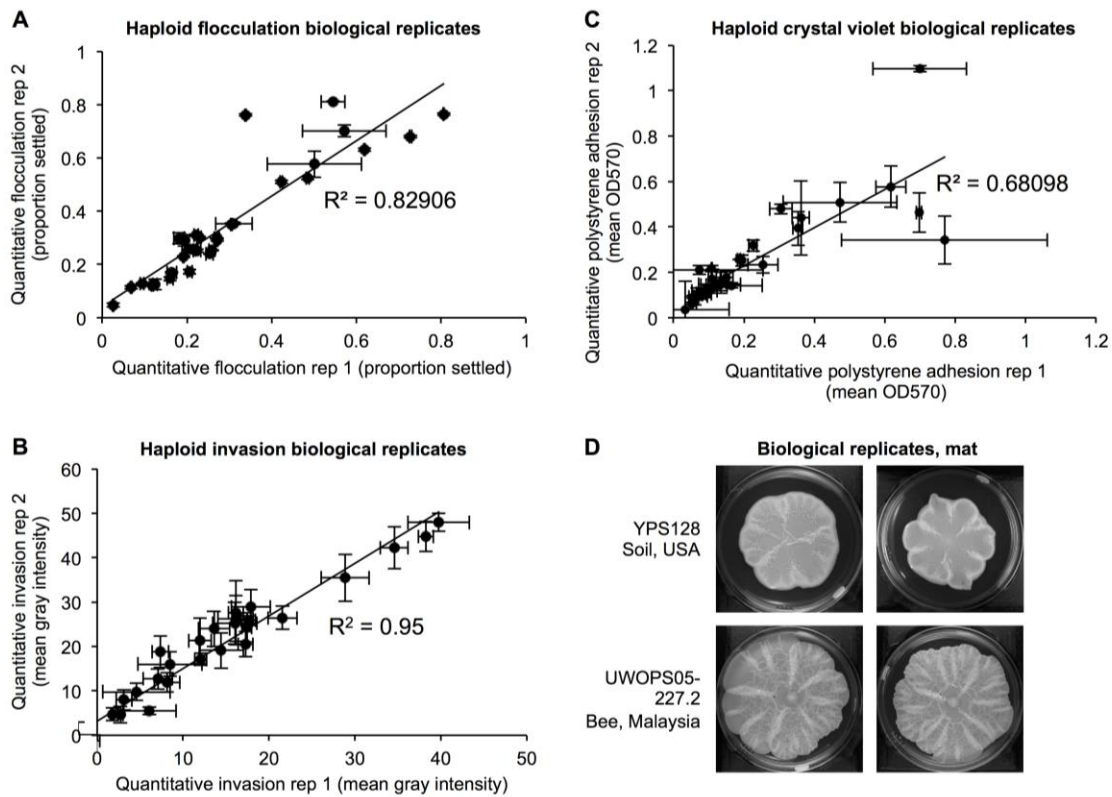 A
Haploid flocculation biological replicates
Quantitative flocculation rep 2
(proportion settled)
1
0.8
0.6
0.4
0.2
0
R² = 0.82906
0
0.2
0.4
0.6
0.8
1
Quantitative flocculation rep 1 (proportion settled)
C
Haploid crystal violet biological replicates
Quantitative polystyrene adhesion rep 2
(mean OD570)
1.2
1
0.8
0.6
0.4
0.2
0
R² = 0.68098
0
0.2
0.4
0.6
0.8
1
1.2
Quantitative polystyrene adhesion rep 1
(mean OD570)
B
Haploid invasion biological replicates
Quantitative invasion rep 2
(mean gray intensity)
60
50
40
30
20
10
0
R² = 0.95
0
10
20
30
40
50
Quantitative invasion rep 1 (mean gray intensity)
D
Biological replicates, mat
YPS128
Soil, USA
UWOPS05-
227.2
Bee, Malaysia